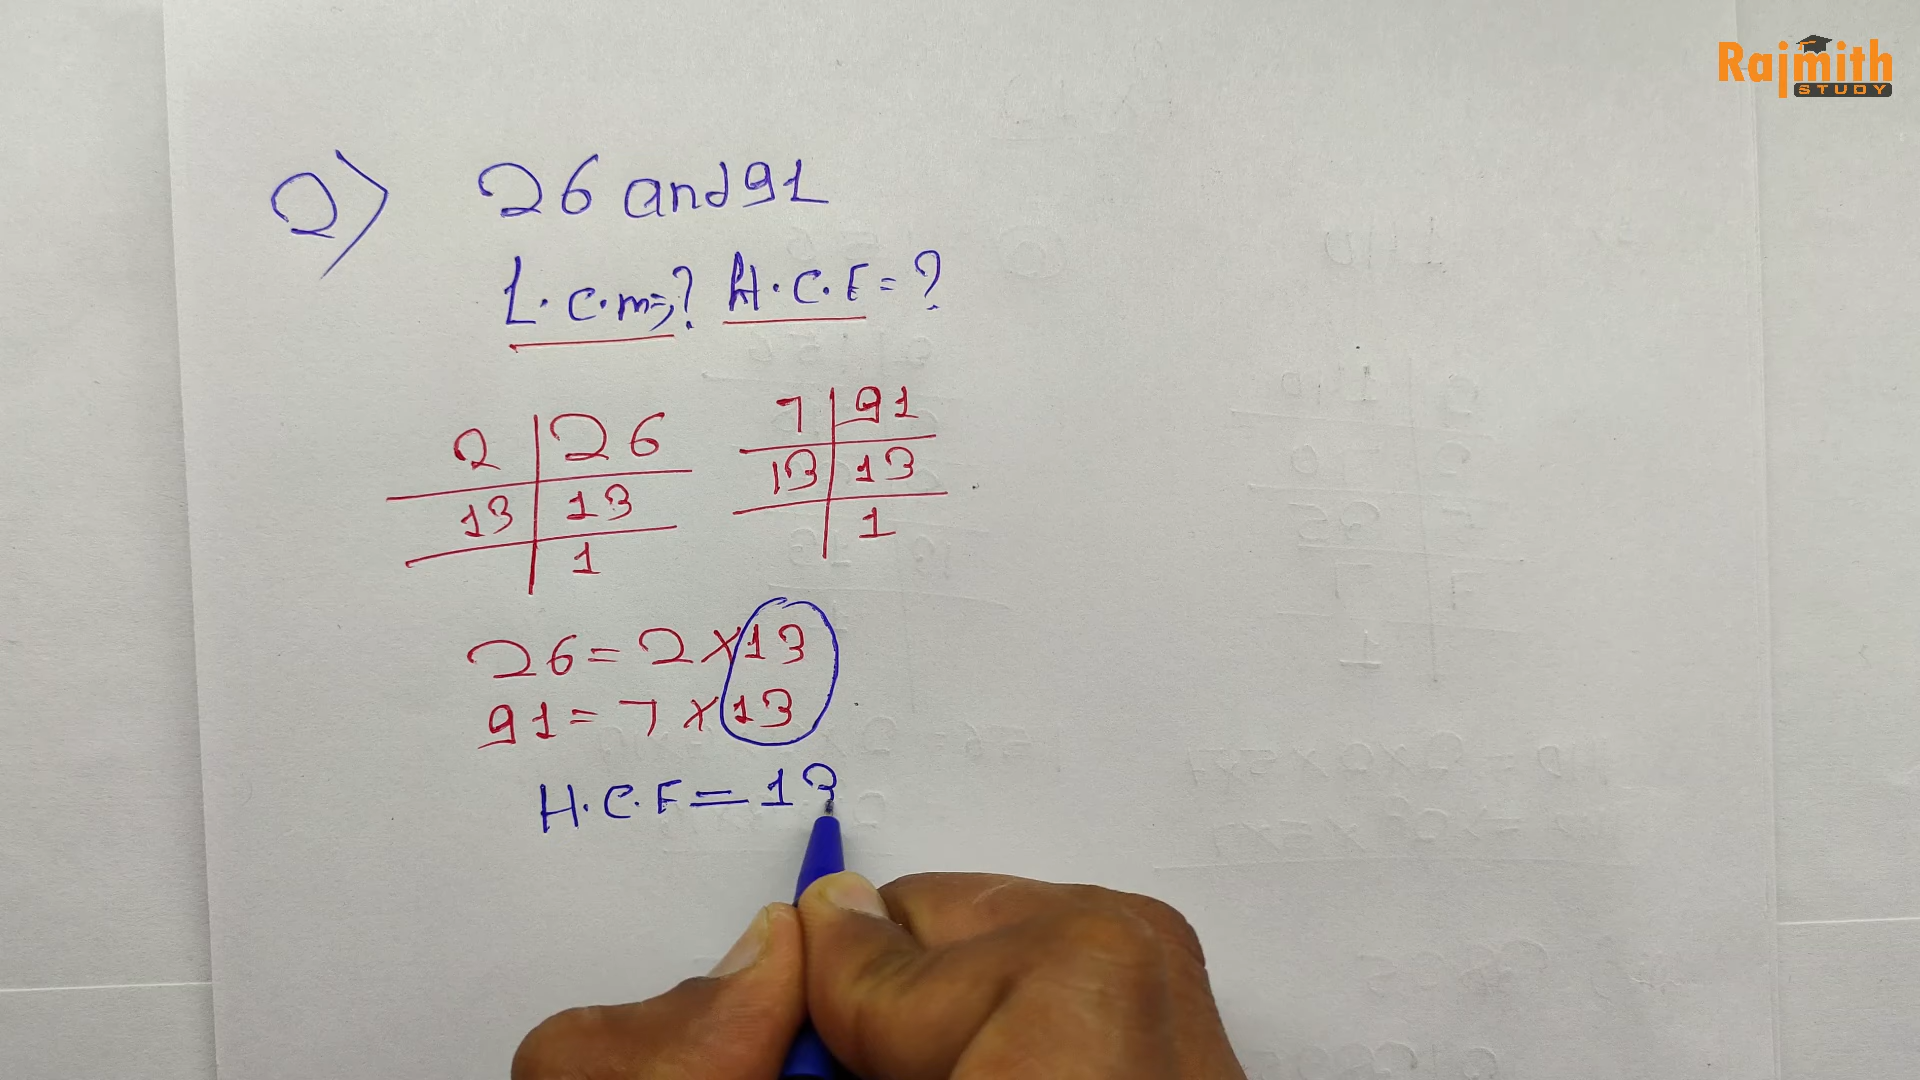 Rajmith
STUDY
Q) 26 and 91
L.C.M=? H.C.F=?
2 | 26
13 | 13
1
7 | 91
13 | 13
1
26=2×13
91=7×13
H.C.F=13